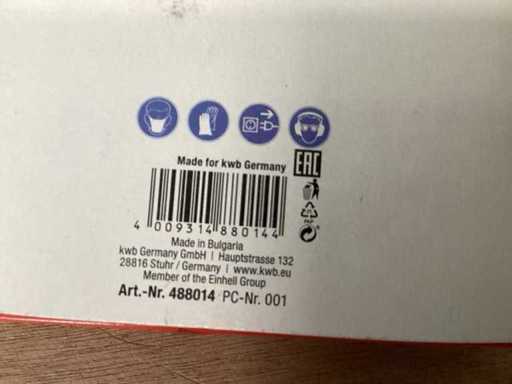 Made for kwb Germany
EAC
4 009314 880144
Made in Bulgaria
kwb Germany GmbH | Hauptstrasse 132
28816 Stuhr / Germany | www.kwb.eu
Member of the Einhell Group
Art.-Nr. 488014 PC-Nr. 001